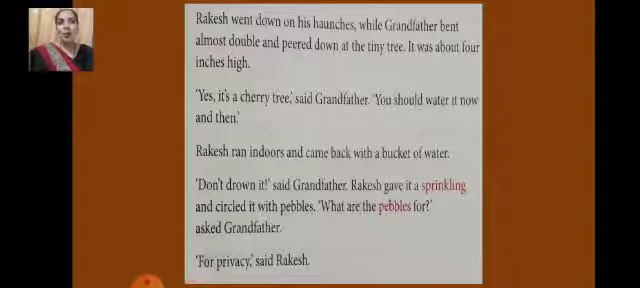 Rakesh went down on his haunches, while Grandfather bent
almost double and peered down at the tiny tree. It was about four
inches high.
'Yes, it's a cherry tree,' said Grandfather. 'You should water it now
and then.'
Rakesh ran indoors and came back with a bucket of water.
'Don't drown it!' said Grandfather. Rakesh gave it a sprinkling
and circled it with pebbles. 'What are the pebbles for?'
asked Grandfather.
'For privacy,' said Rakesh.